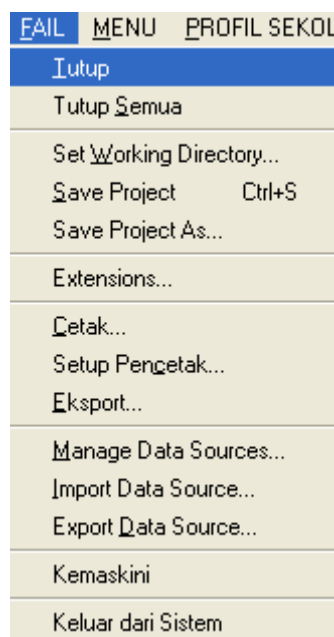 FAIL MENU PROFIL SEKOL
Tutup
Tutup Semua
Set Working Directory...
Save Project Ctrl+S
Save Project As...
Extensions...
Cetak...
Setup Pencetak...
Eksport...
Manage Data Sources...
Import Data Source...
Export Data Source...
Kemaskini
Keluar dari Sistem